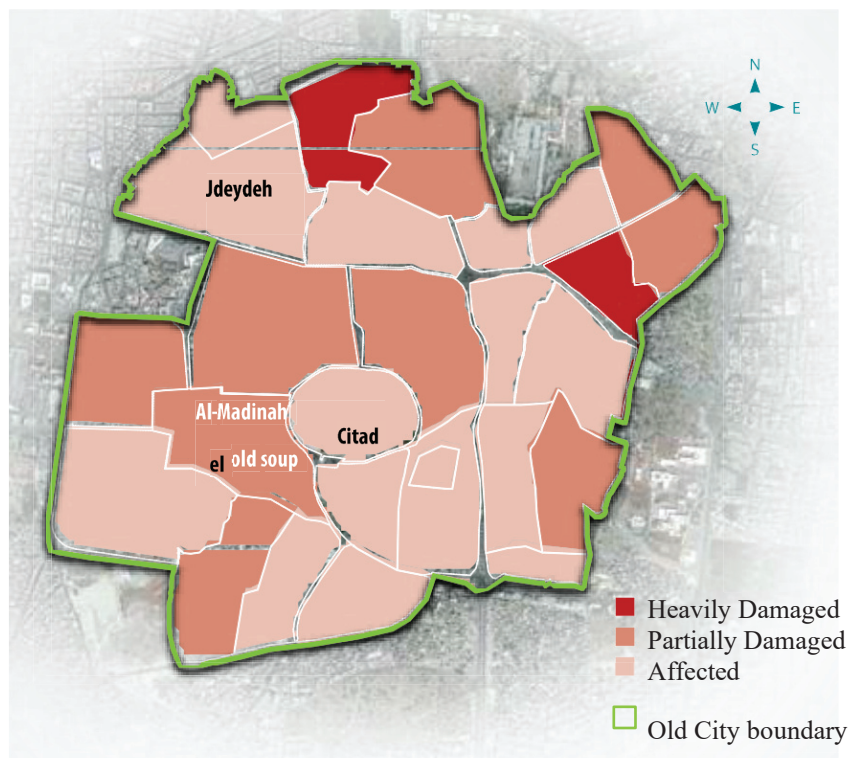 N
W E
S
Jdeydeh
Al-Madinah
Citad
el old soup
Heavily Damaged
Partially Damaged
Affected
Old City boundary